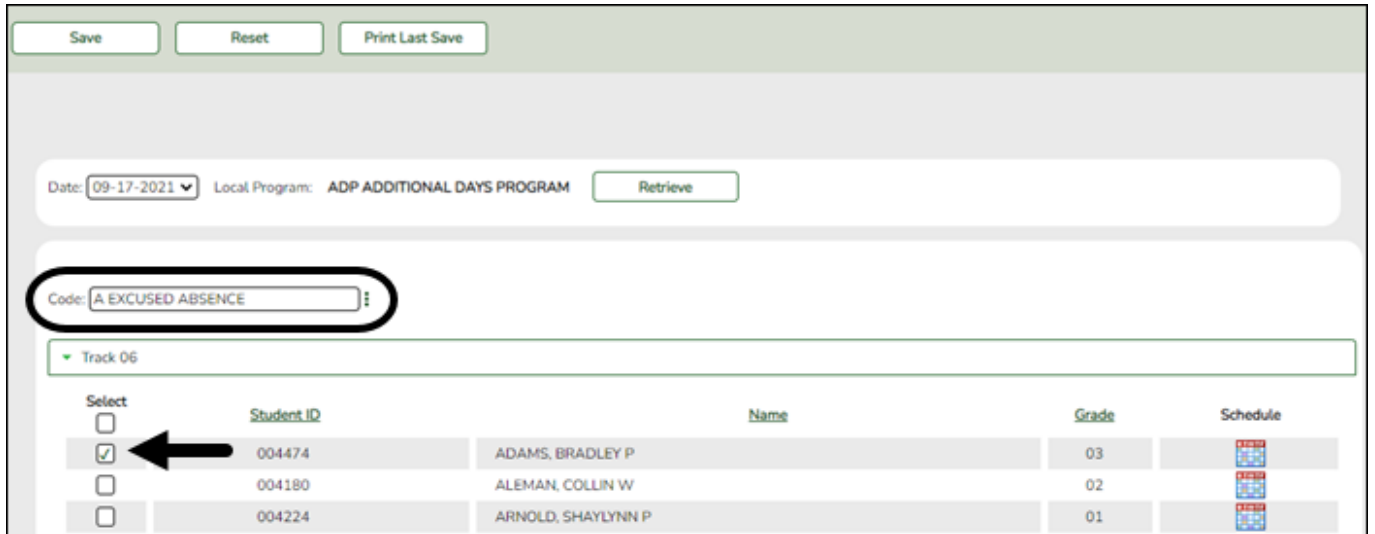 Save Reset Print Last Save
Date: 09-17-2021 Local Program: ADP ADDITIONAL DAYS PROGRAM Retrieve
Code: A EXCUSED ABSENCE
Track 06
Select Student ID Name Grade Schedule
004474 ADAMS, BRADLEY P 03
004180 ALEMAN, COLLIN W 02
004224 ARNOLD, SHAYLYNN P 01